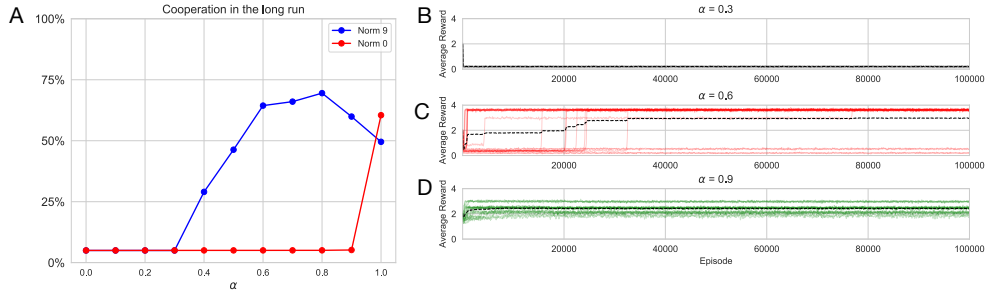 A
Cooperation in the long run
100%
75%
50%
25%
0%
Norm 9
Norm 0
0.0 0.2 0.4 0.6 0.8 1.0
α
B
α = 0.3
Average Reward
4
2
0
20000 40000 60000 80000 100000
C
α = 0.6
Average Reward
4
2
0
20000 40000 60000 80000 100000
D
α = 0.9
Average Reward
4
2
0
20000 40000 60000 80000 100000
Episode